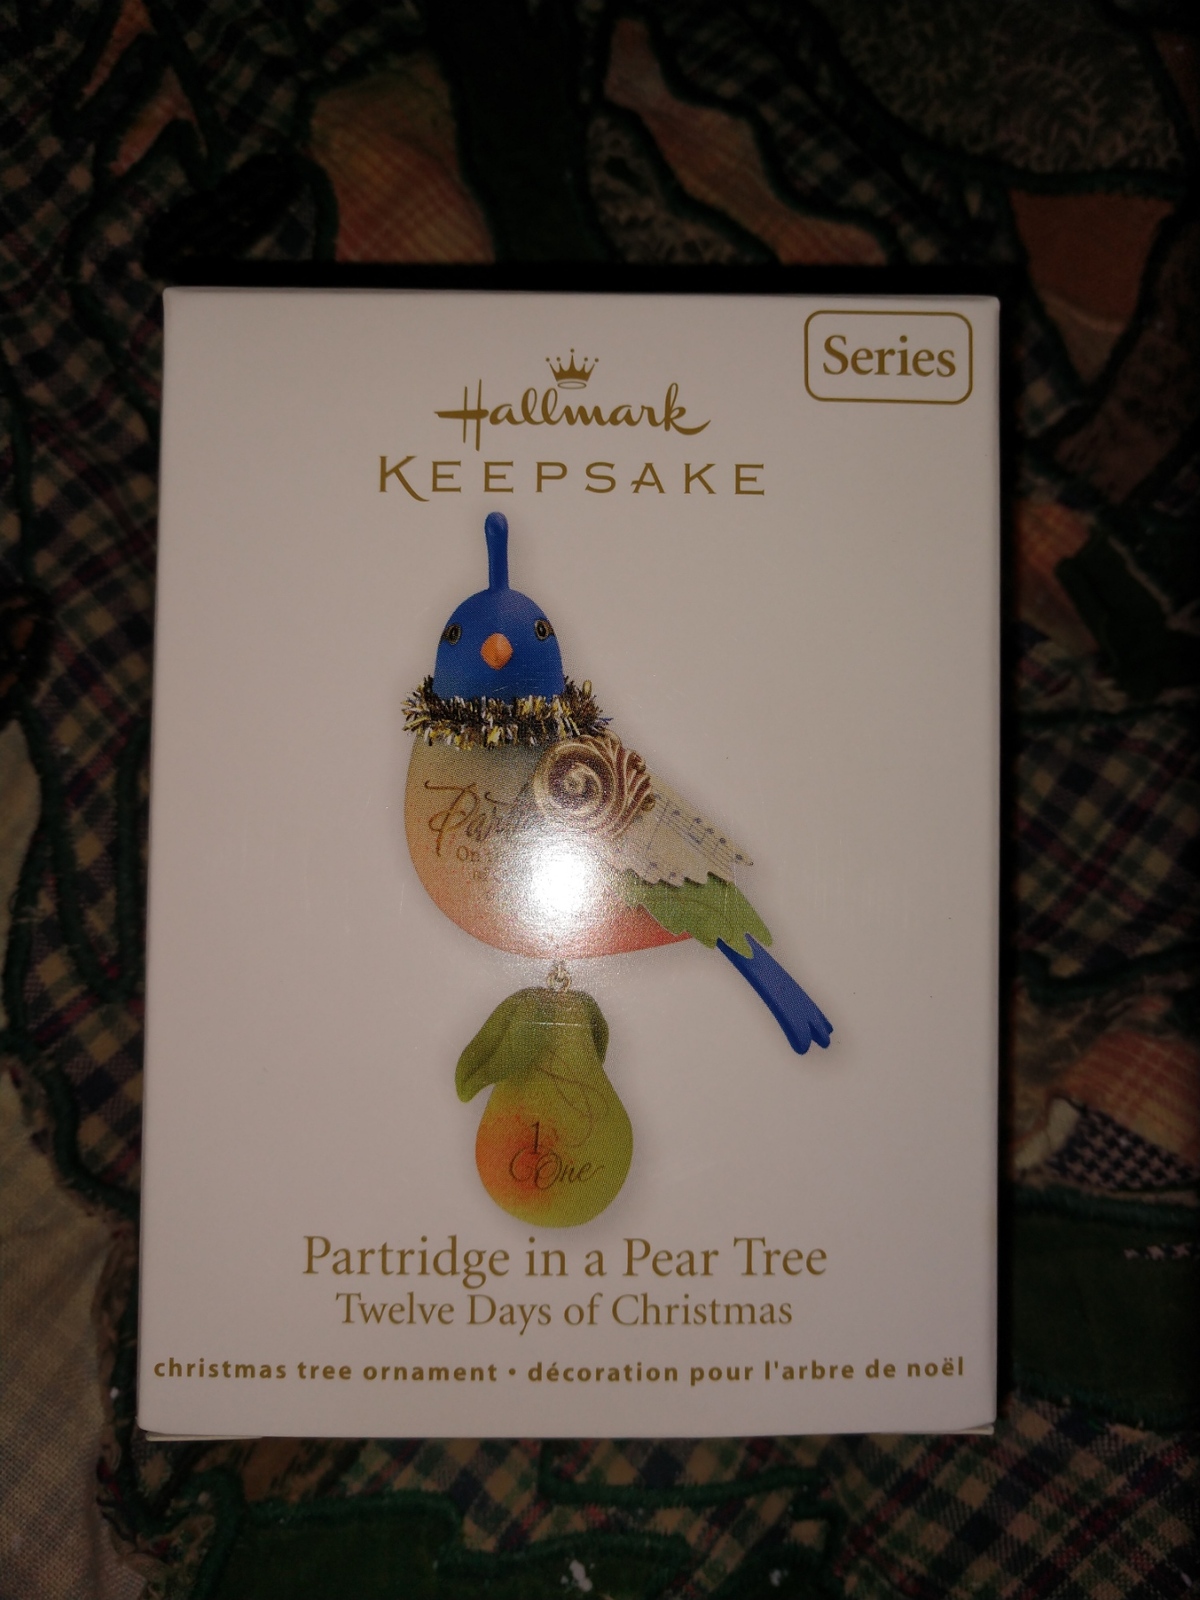 Series
Hallmark
KEEPSAKE
On
1
One
Partridge in a Pear Tree
Twelve Days of Christmas
christmas tree ornament • décoration pour l'arbre de noël